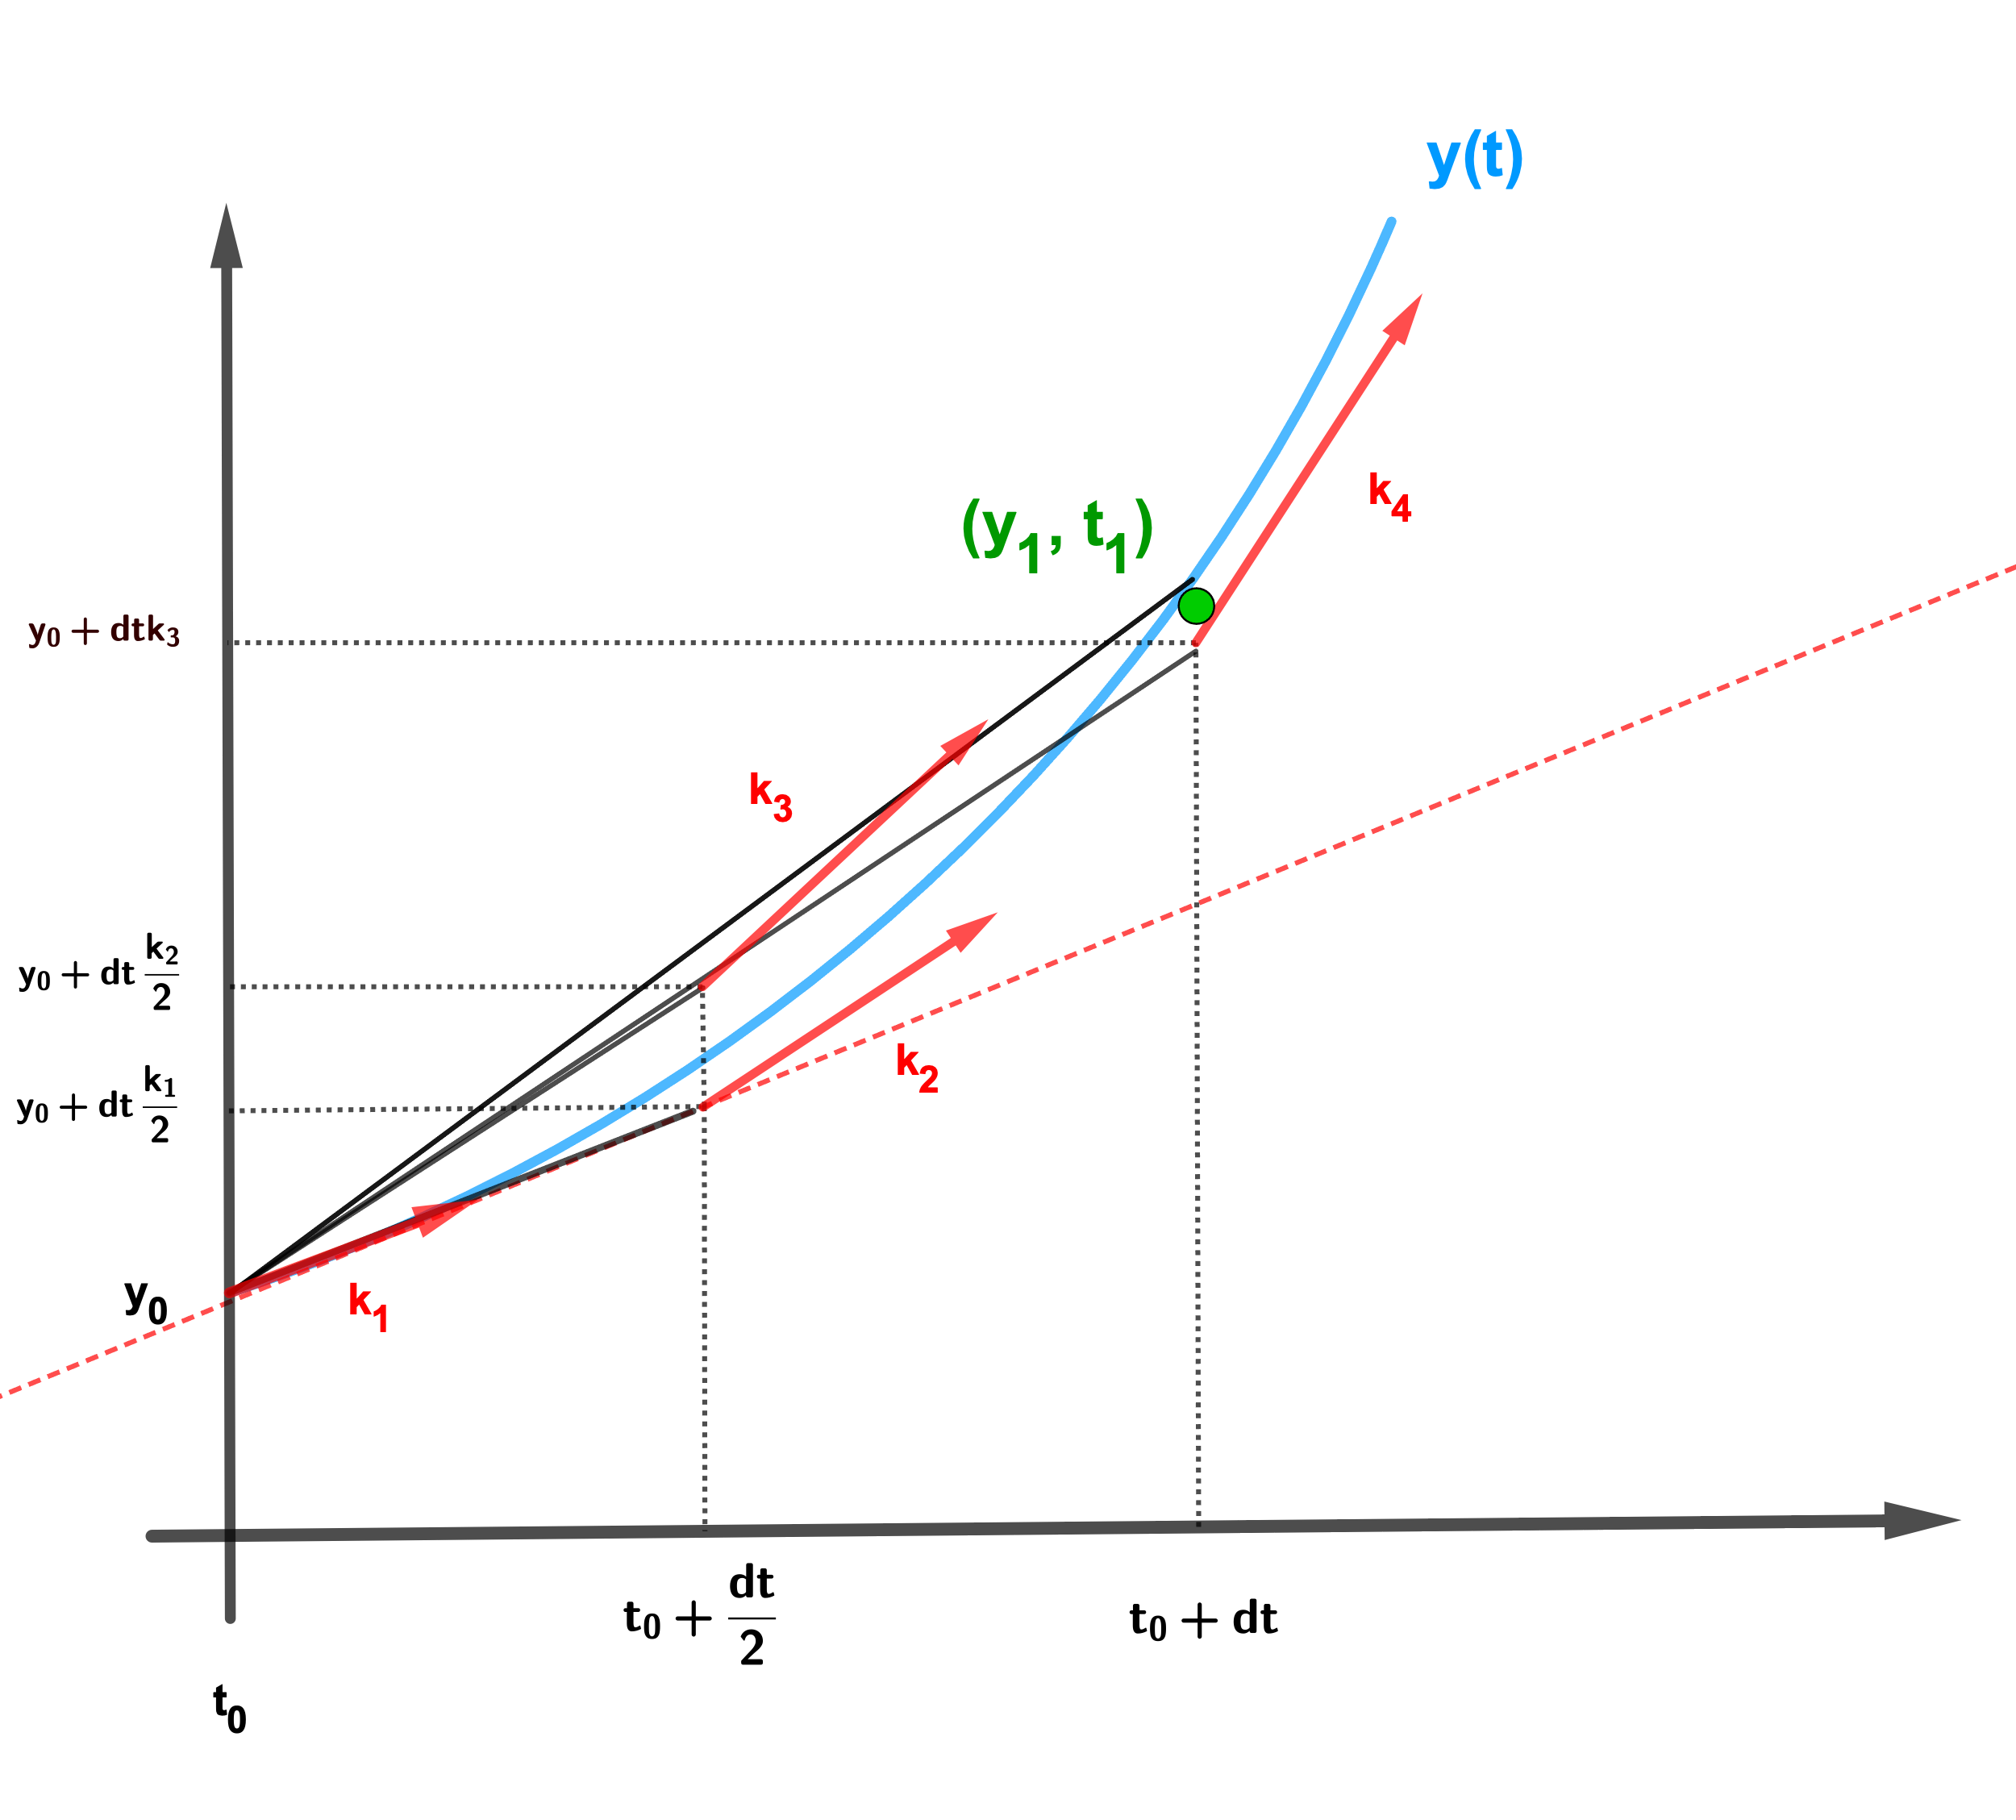 y(t)
(y₁, t₁)
k₄
y₀ + dtk₃
k₃
y₀ + dt k₂/2
k₂
y₀ + dt k₁/2
y₀
k₁
t₀ + dt/2
t₀ + dt
t₀